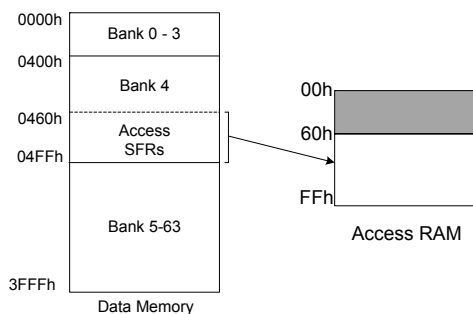 0000h
Bank 0 - 3
0400h
Bank 4
0460h
Access
SFRs
04FFh
Bank 5-63
3FFFh
Data Memory
00h
60h
FFh
Access RAM